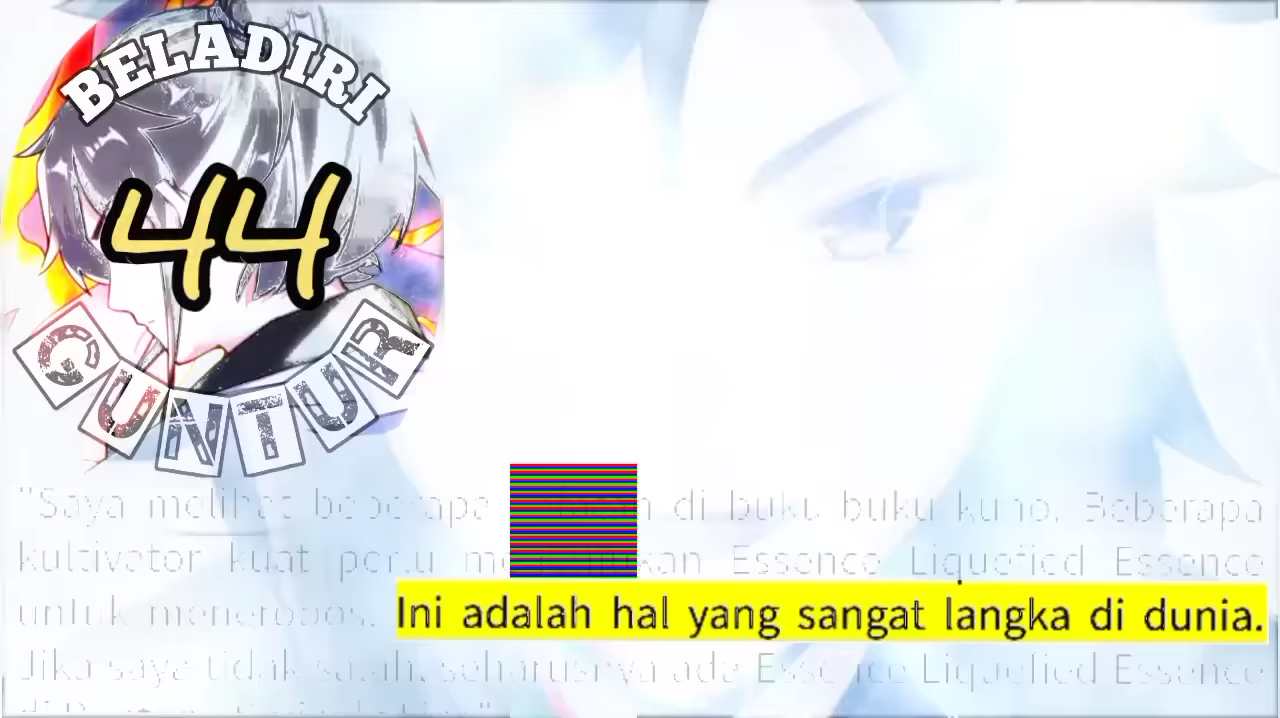 BELADIRI
44
GUNTUR
"Saya melihat beberapa di buku buku kuno. Beberapa
kultivator kuat perlu Essence Liquefied Essence
untuk menerobos. Ini adalah hal yang sangat langka di dunia.
Jika saya tidak salah, seharusnya ada Essence Liquefied Essence